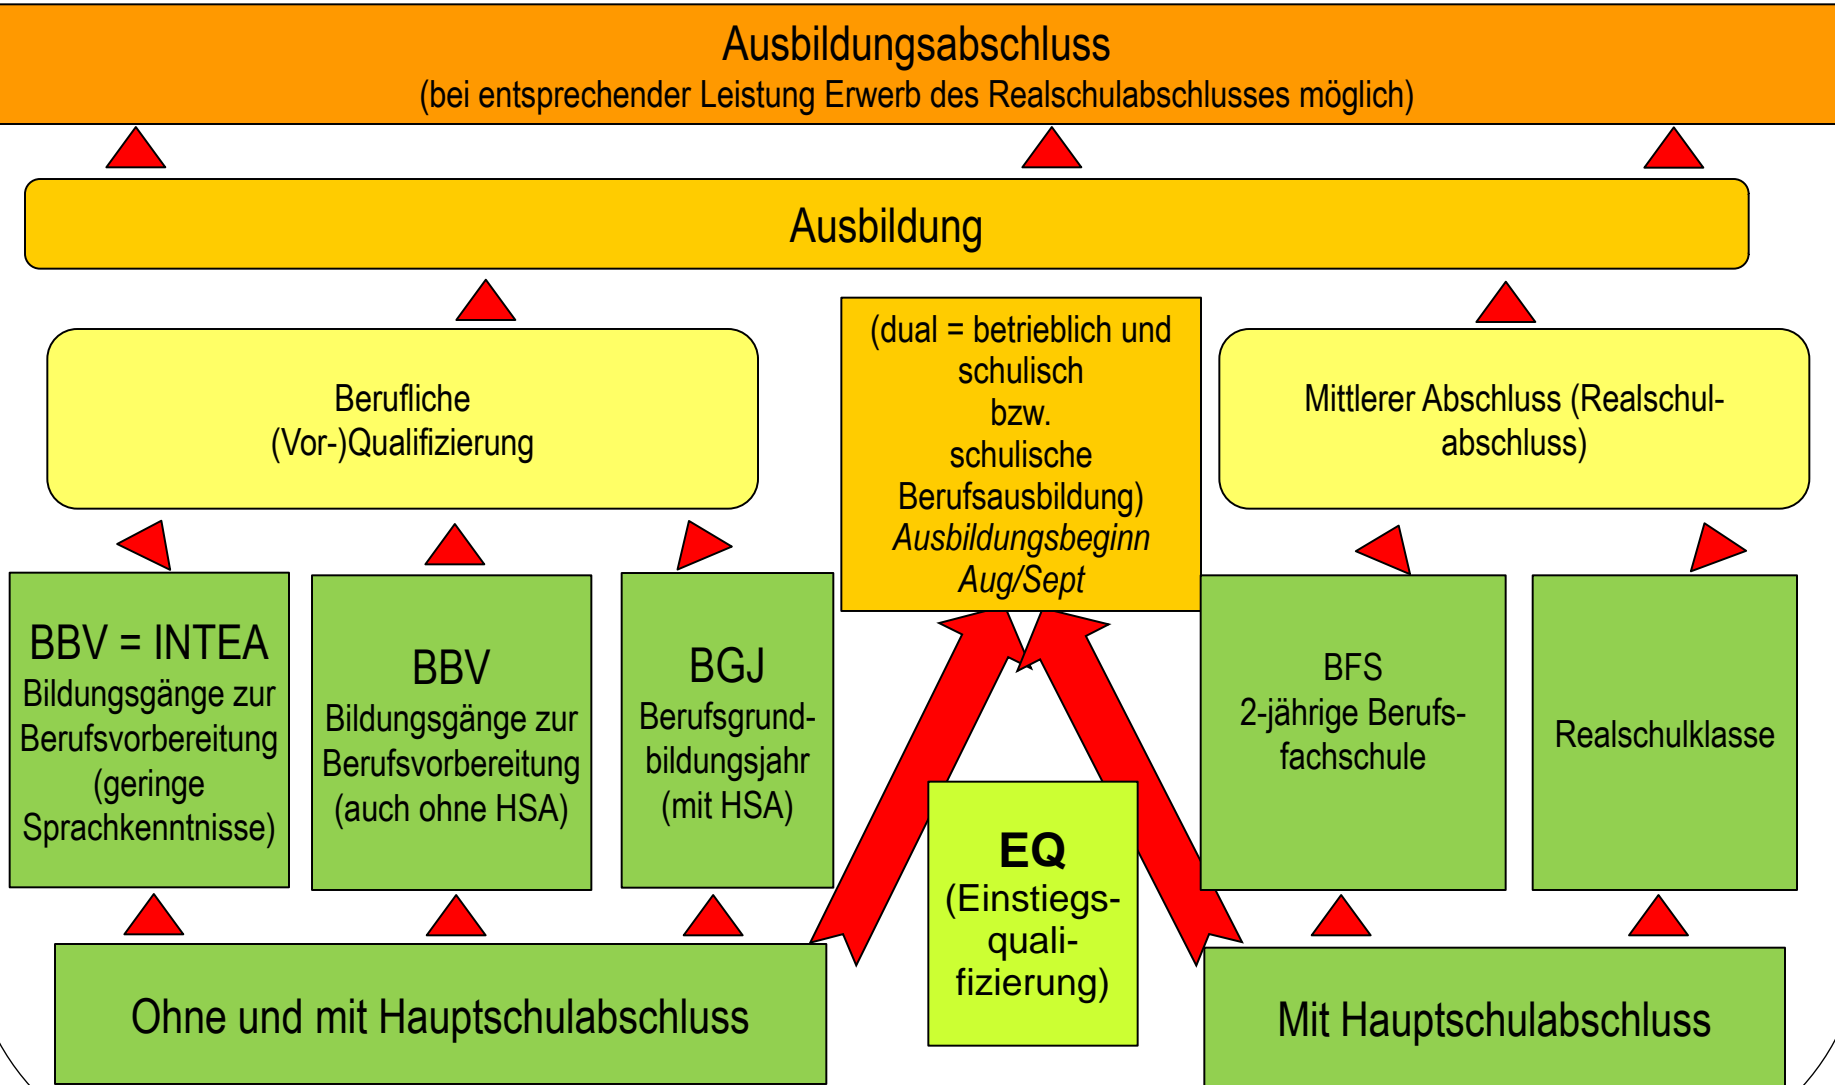 Ausbildungsabschluss
(bei entsprechender Leistung Erwerb des Realschulabschlusses möglich)
Ausbildung
Berufliche
(Vor-)Qualifizierung
(dual = betrieblich und
schulisch
bzw.
schulische
Berufsausbildung)
Ausbildungsbeginn
Aug/Sept
Mittlerer Abschluss (Realschul-
abschluss)
BBV = INTEA
Bildungsgänge zur
Berufsvorbereitung
(geringe
Sprachkenntnisse)
BBV
Bildungsgänge zur
Berufsvorbereitung
(auch ohne HSA)
BGJ
Berufsgrund-
bildungsjahr
(mit HSA)
EQ
(Einstiegs-
quali-
fizierung)
BFS
2-jährige Berufs-
fachschule
Realschulklasse
Ohne und mit Hauptschulabschluss
Mit Hauptschulabschluss